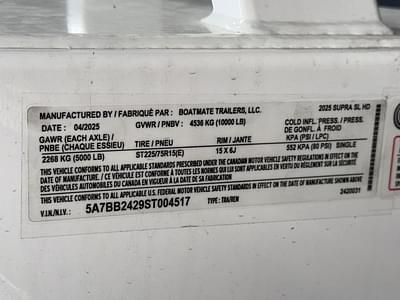 MANUFACTURED BY / FABRIQUÉ PAR : BOATMATE TRAILERS, LLC. 2025 SUPRA SL HD
DATE : 04/2025 GVWR / PNBV : 4536 KG (10000 LB) COLD INFL. PRESS. / PRESS.
GAWR (EACH AXLE) / DE GONFL. À FROID
PNBE (CHAQUE ESSIEU) TIRE / PNEU RIM / JANTE KPA (PSI / LPC)
2268 KG (5000 LB) ST225/75R15(E) 15 X 6J 552 KPA (80 PSI) SINGLE
THIS VEHICLE CONFORMS TO ALL APPLICABLE STANDARDS PRESCRIBED UNDER THE CANADIAN MOTOR VEHICLE SAFETY REGULATIONS IN EFFECT ON THE
DATE OF MANUFACTURE. / CE VÉHICULE EST CONFORME À TOUTES LES NORMES QUI LUI SONT APPLICABLES EN VERTU DU RÈGLEMENT SUR LA
SÉCURITÉ DES VÉHICULES AUTOMOBILES DU CANADA EN VIGUEUR À LA DATE DE SA FABRICATION.
THIS VEHICLE CONFORMS TO ALL APPLICABLE U.S. FEDERAL MOTOR VEHICLE SAFETY STANDARDS IN EFFECT ON THE DATE OF MANUFACTURE SHOWN ABOVE.
V.I.N./N.I.V.: 5A7BB2429ST004517 TYPE : TRA/REM 3420031